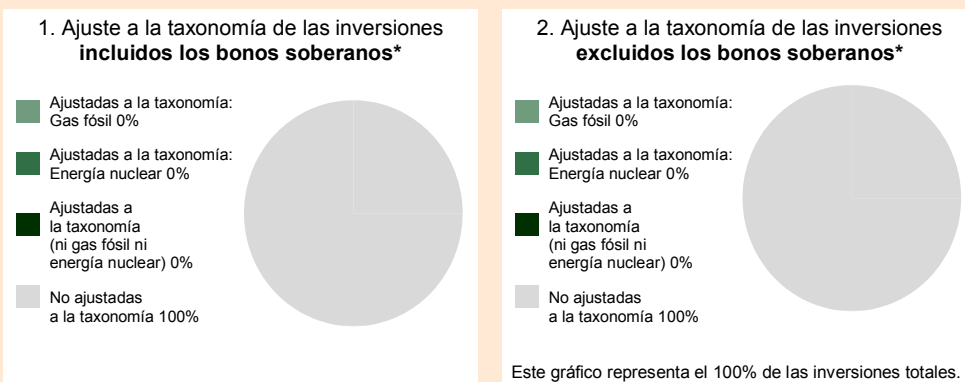 1. Ajuste a la taxonomía de las inversiones
incluidos los bonos soberanos*
Ajustadas a la taxonomía:
Gas fósil 0%
Ajustadas a la taxonomía:
Energía nuclear 0%
Ajustadas a
la taxonomía
(ni gas fósil ni
energía nuclear) 0%
No ajustadas
a la taxonomía 100%
2. Ajuste a la taxonomía de las inversiones
excluidos los bonos soberanos*
Ajustadas a la taxonomía:
Gas fósil 0%
Ajustadas a la taxonomía:
Energía nuclear 0%
Ajustadas a
la taxonomía
(ni gas fósil ni
energía nuclear) 0%
No ajustadas
a la taxonomía 100%
Este gráfico representa el 100% de las inversiones totales.